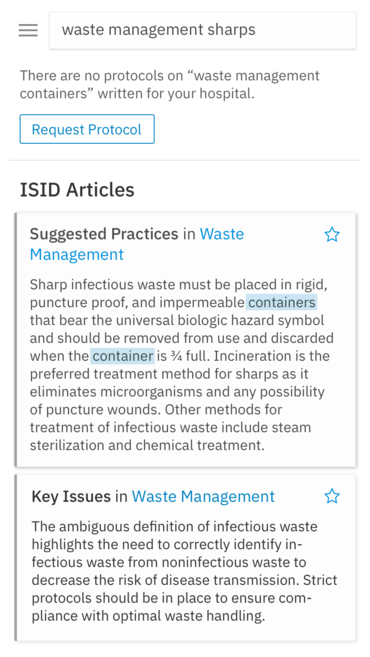 waste management sharps
There are no protocols on “waste management
containers” written for your hospital.
Request Protocol
ISID Articles
Suggested Practices in Waste
Management
Sharp infectious waste must be placed in rigid,
puncture proof, and impermeable containers
that bear the universal biologic hazard symbol
and should be removed from use and discarded
when the container is ¾ full. Incineration is the
preferred treatment method for sharps as it
eliminates microorganisms and any possibility
of puncture wounds. Other methods for
treatment of infectious waste include steam
sterilization and chemical treatment.
Key Issues in Waste Management
The ambiguous definition of infectious waste
highlights the need to correctly identify in-
fectious waste from noninfectious waste to
decrease the risk of disease transmission. Strict
protocols should be in place to ensure com-
pliance with optimal waste handling.